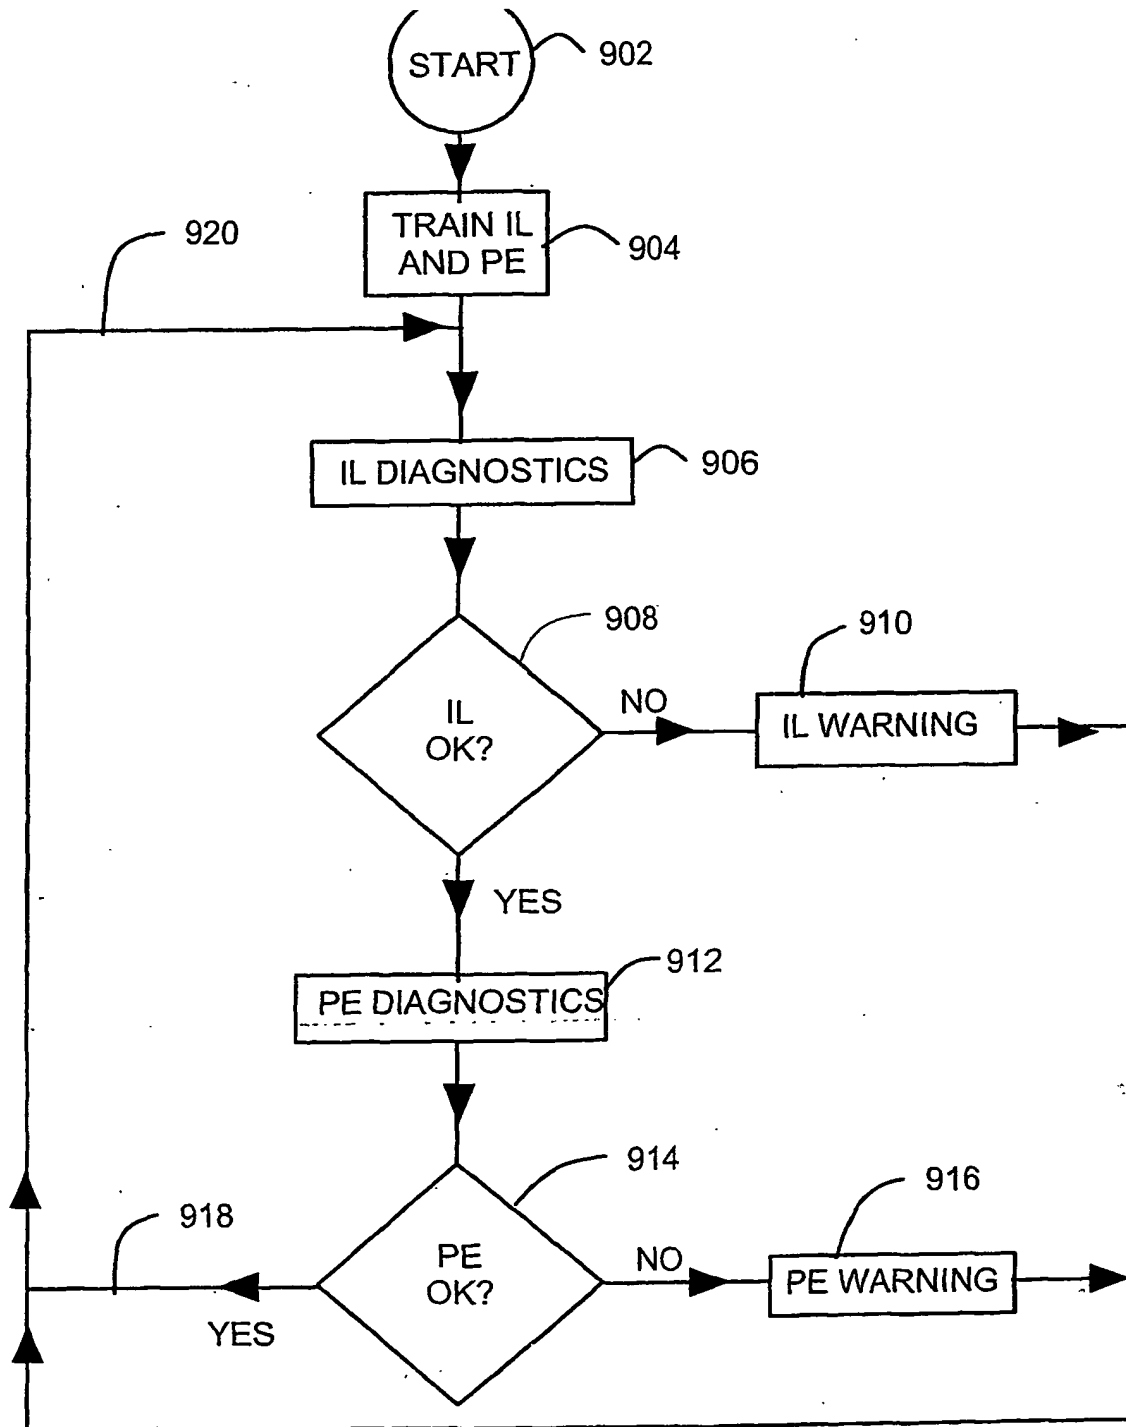 START
902
TRAIN IL
AND PE
904
920
IL DIAGNOSTICS
906
908
IL
OK?
NO
910
IL WARNING
YES
912
PE DIAGNOSTICS
914
PE
OK?
NO
916
PE WARNING
918
YES